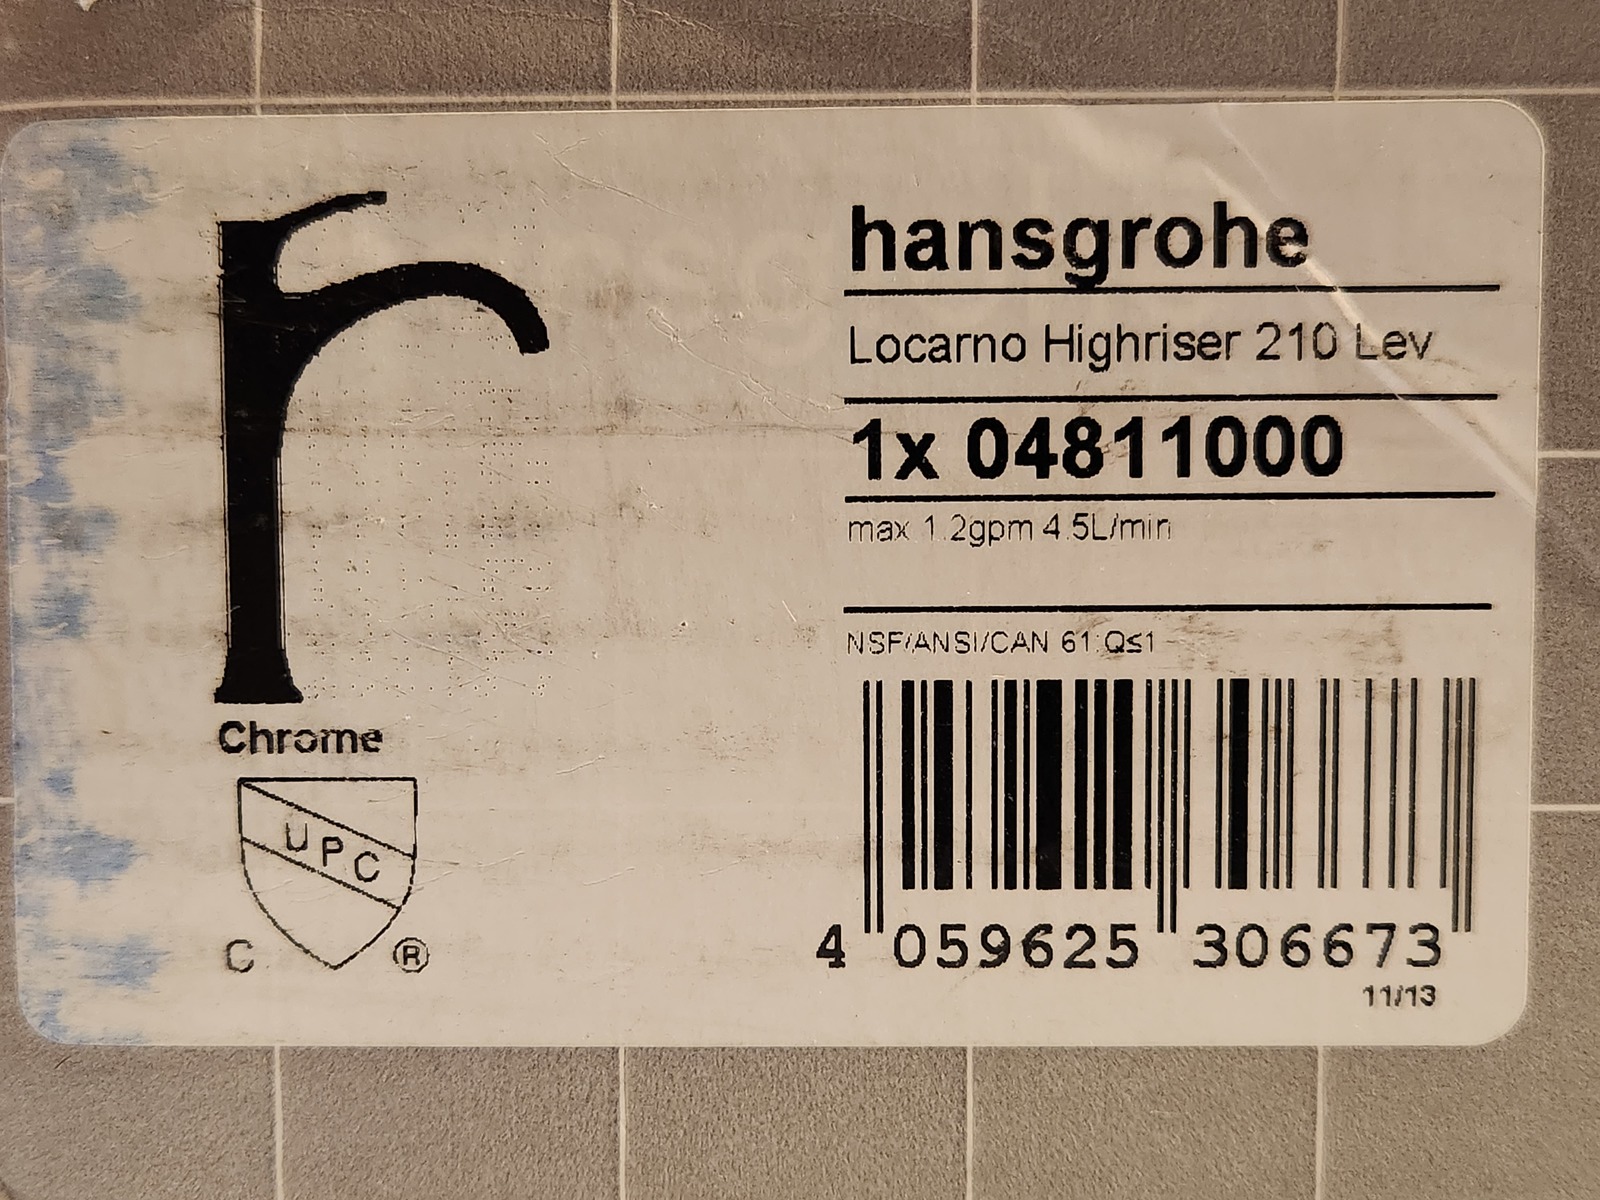 hansgrohe
Locarno Highriser 210 Lev
1x 04811000
max 1.2gpm 4.5L/min
NSF/ANSI/CAN 61:Q≤1
Chrome
UPC
C ®
4 059625 306673
11/13